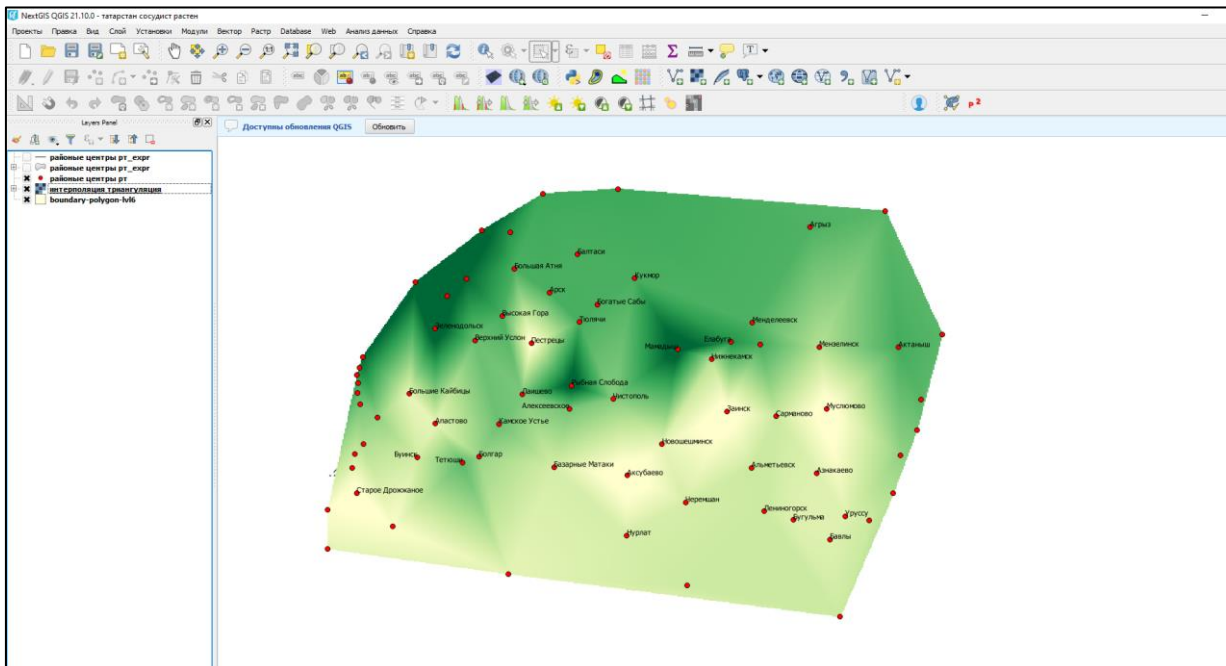 NextGIS QGIS 21.10.0 - татарстан сосудист растен
Проекты Правка Вид Слой Установки Модули Вектор Растр Database Web Анализ данных Справка
Layers Panel
Доступны обновления QGIS Обновить
районые центры рт_expr
районые центры рт_expr
районые центры рт
интерполяция триангуляция
boundary-polygon-lvl6
Агрыз
Балтаси
Большая Атня
Кукмор
Арск
Богатые Сабы
Высокая Гора
Тюлячи
Менделеевск
Зеленодольск
Верхний Услон
Пестрецы
Мамадыш
Елабуга
Мензелинск
Актаныш
Нижнекамск
Рыбная Слобода
Большие Кайбицы
Лаишево
Чистополь
Алексеевское
Заинск
Сарманово
Муслюмово
Апастово
Камское Устье
Новошешминск
Буинск
Тетюши
Болгар
Базарные Матаки
Аксубаево
Альметьевск
Азнакаево
Старое Дрожжаное
Черемшан
Лениногорск
Бугульма
Уруссу
Нурлат
Бавлы